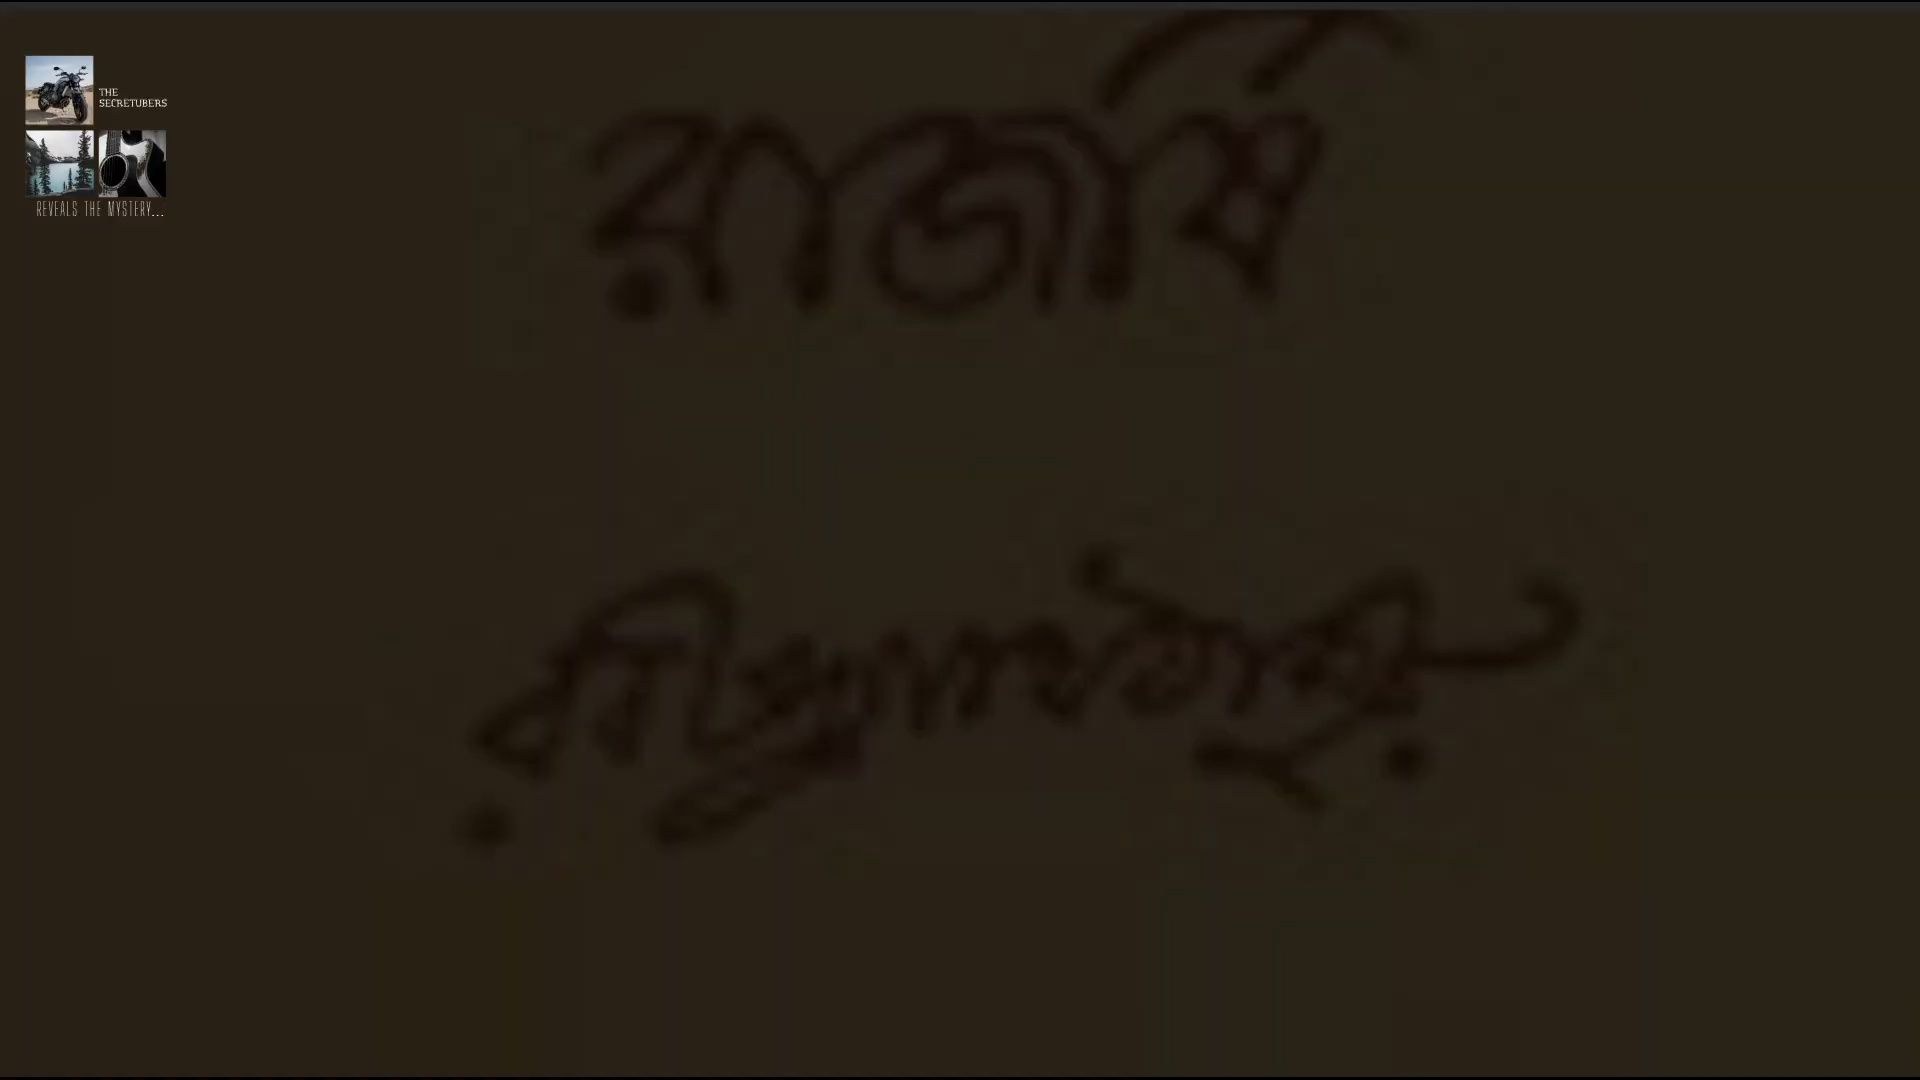 THE
SECRETUBERS
REVEALS THE MYSTERY...
রাজর্ষি
শ্রীরবীন্দ্রনাথ ঠাকুর